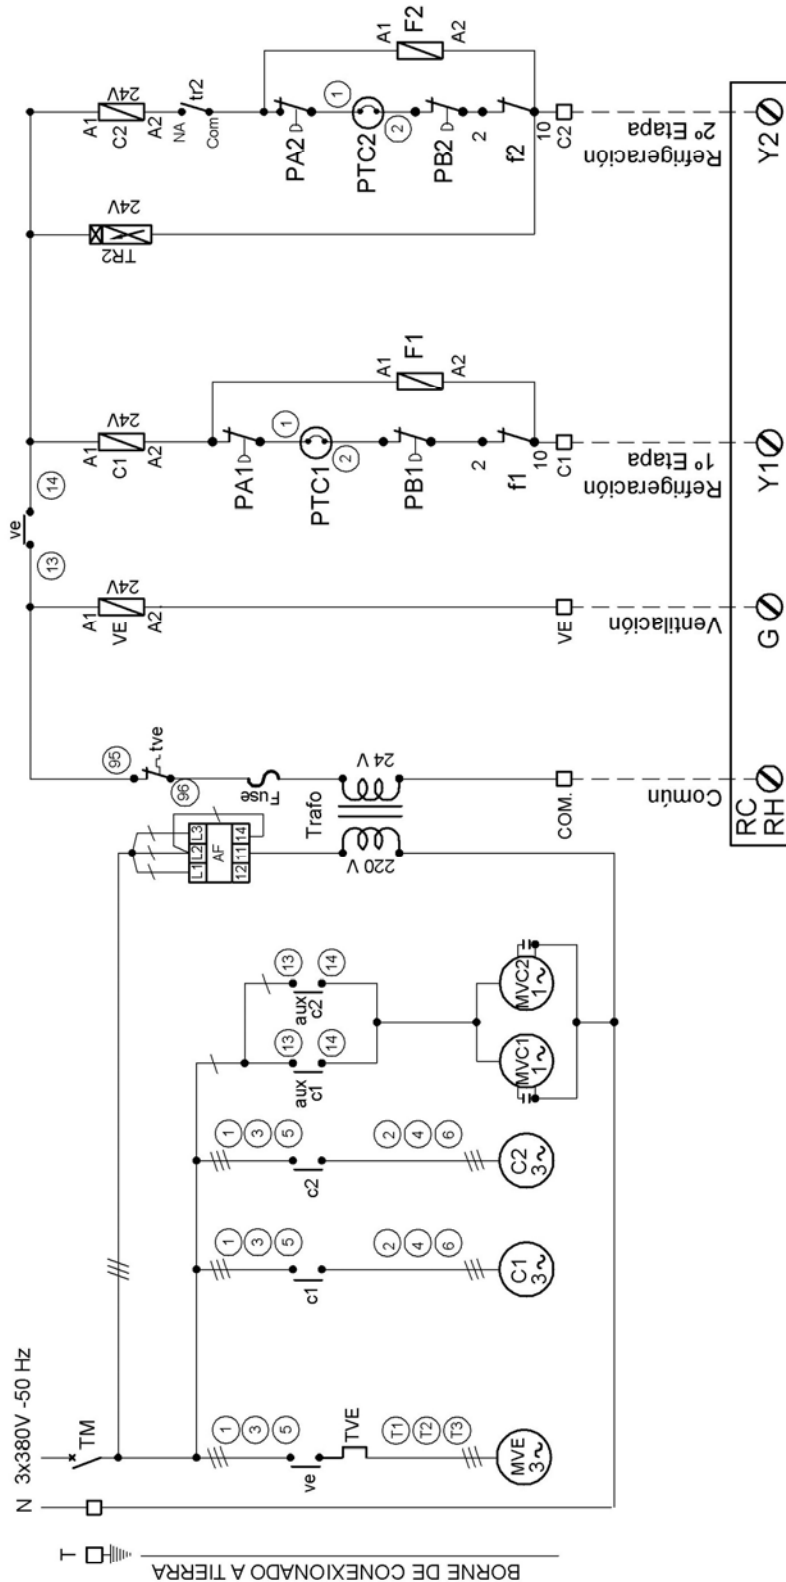 T
BORNE DE CONEXIONADO A TIERRA
N 3x380V -50 Hz
TM
1 3 5
ve
TVE
T1 T2 T3
MVE
3~
1 3 5
c1
2 4 6
C1
3~
1 3 5
c2
2 4 6
C2
3~
13
aux
c1
14
13
aux
c2
14
MVC1
1~
MVC2
1~
L1 L2 L3
AF
12 11 14
220 V
Trafo
24 V
Fuse
95
tve
96
COM.
Común
A1
VE
24V
A2
VE
Ventilación
13
ve
14
A1
C1
24V
A2
PA1
1
PTC1
2
PB1
2
f1
10
A1
F1
A2
C1
Refrigeración
1º Etapa
TR2
24V
A1
C2
24V
A2
NA
tr2
Com
PA2
1
PTC2
2
PB2
2
f2
10
A1
F2
A2
C2
Refrigeración
2º Etapa
RC
RH
G
Y1
Y2